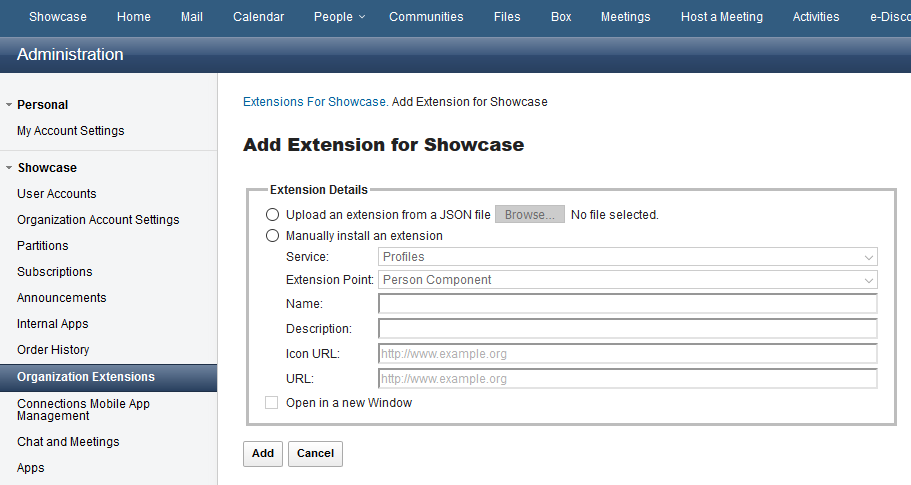 Showcase Home Mail Calendar People Communities Files Box Meetings Host a Meeting Activities e-Disco
Administration
Personal
My Account Settings
Showcase
User Accounts
Organization Account Settings
Partitions
Subscriptions
Announcements
Internal Apps
Order History
Organization Extensions
Connections Mobile App
Management
Chat and Meetings
Apps
Extensions For Showcase. Add Extension for Showcase
Add Extension for Showcase
Extension Details
Upload an extension from a JSON file Browse... No file selected.
Manually install an extension
Service: Profiles
Extension Point: Person Component
Name:
Description:
Icon URL: http://www.example.org
URL: http://www.example.org
Open in a new Window
Add Cancel